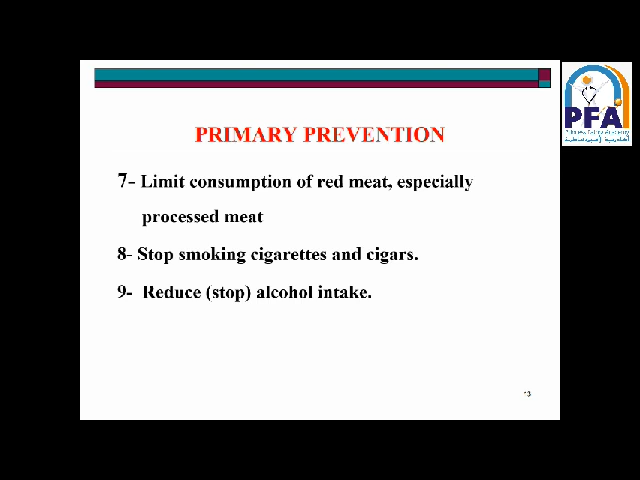 PRIMARY PREVENTION
7- Limit consumption of red meat, especially
processed meat
8- Stop smoking cigarettes and cigars.
9- Reduce (stop) alcohol intake.
13
PFA